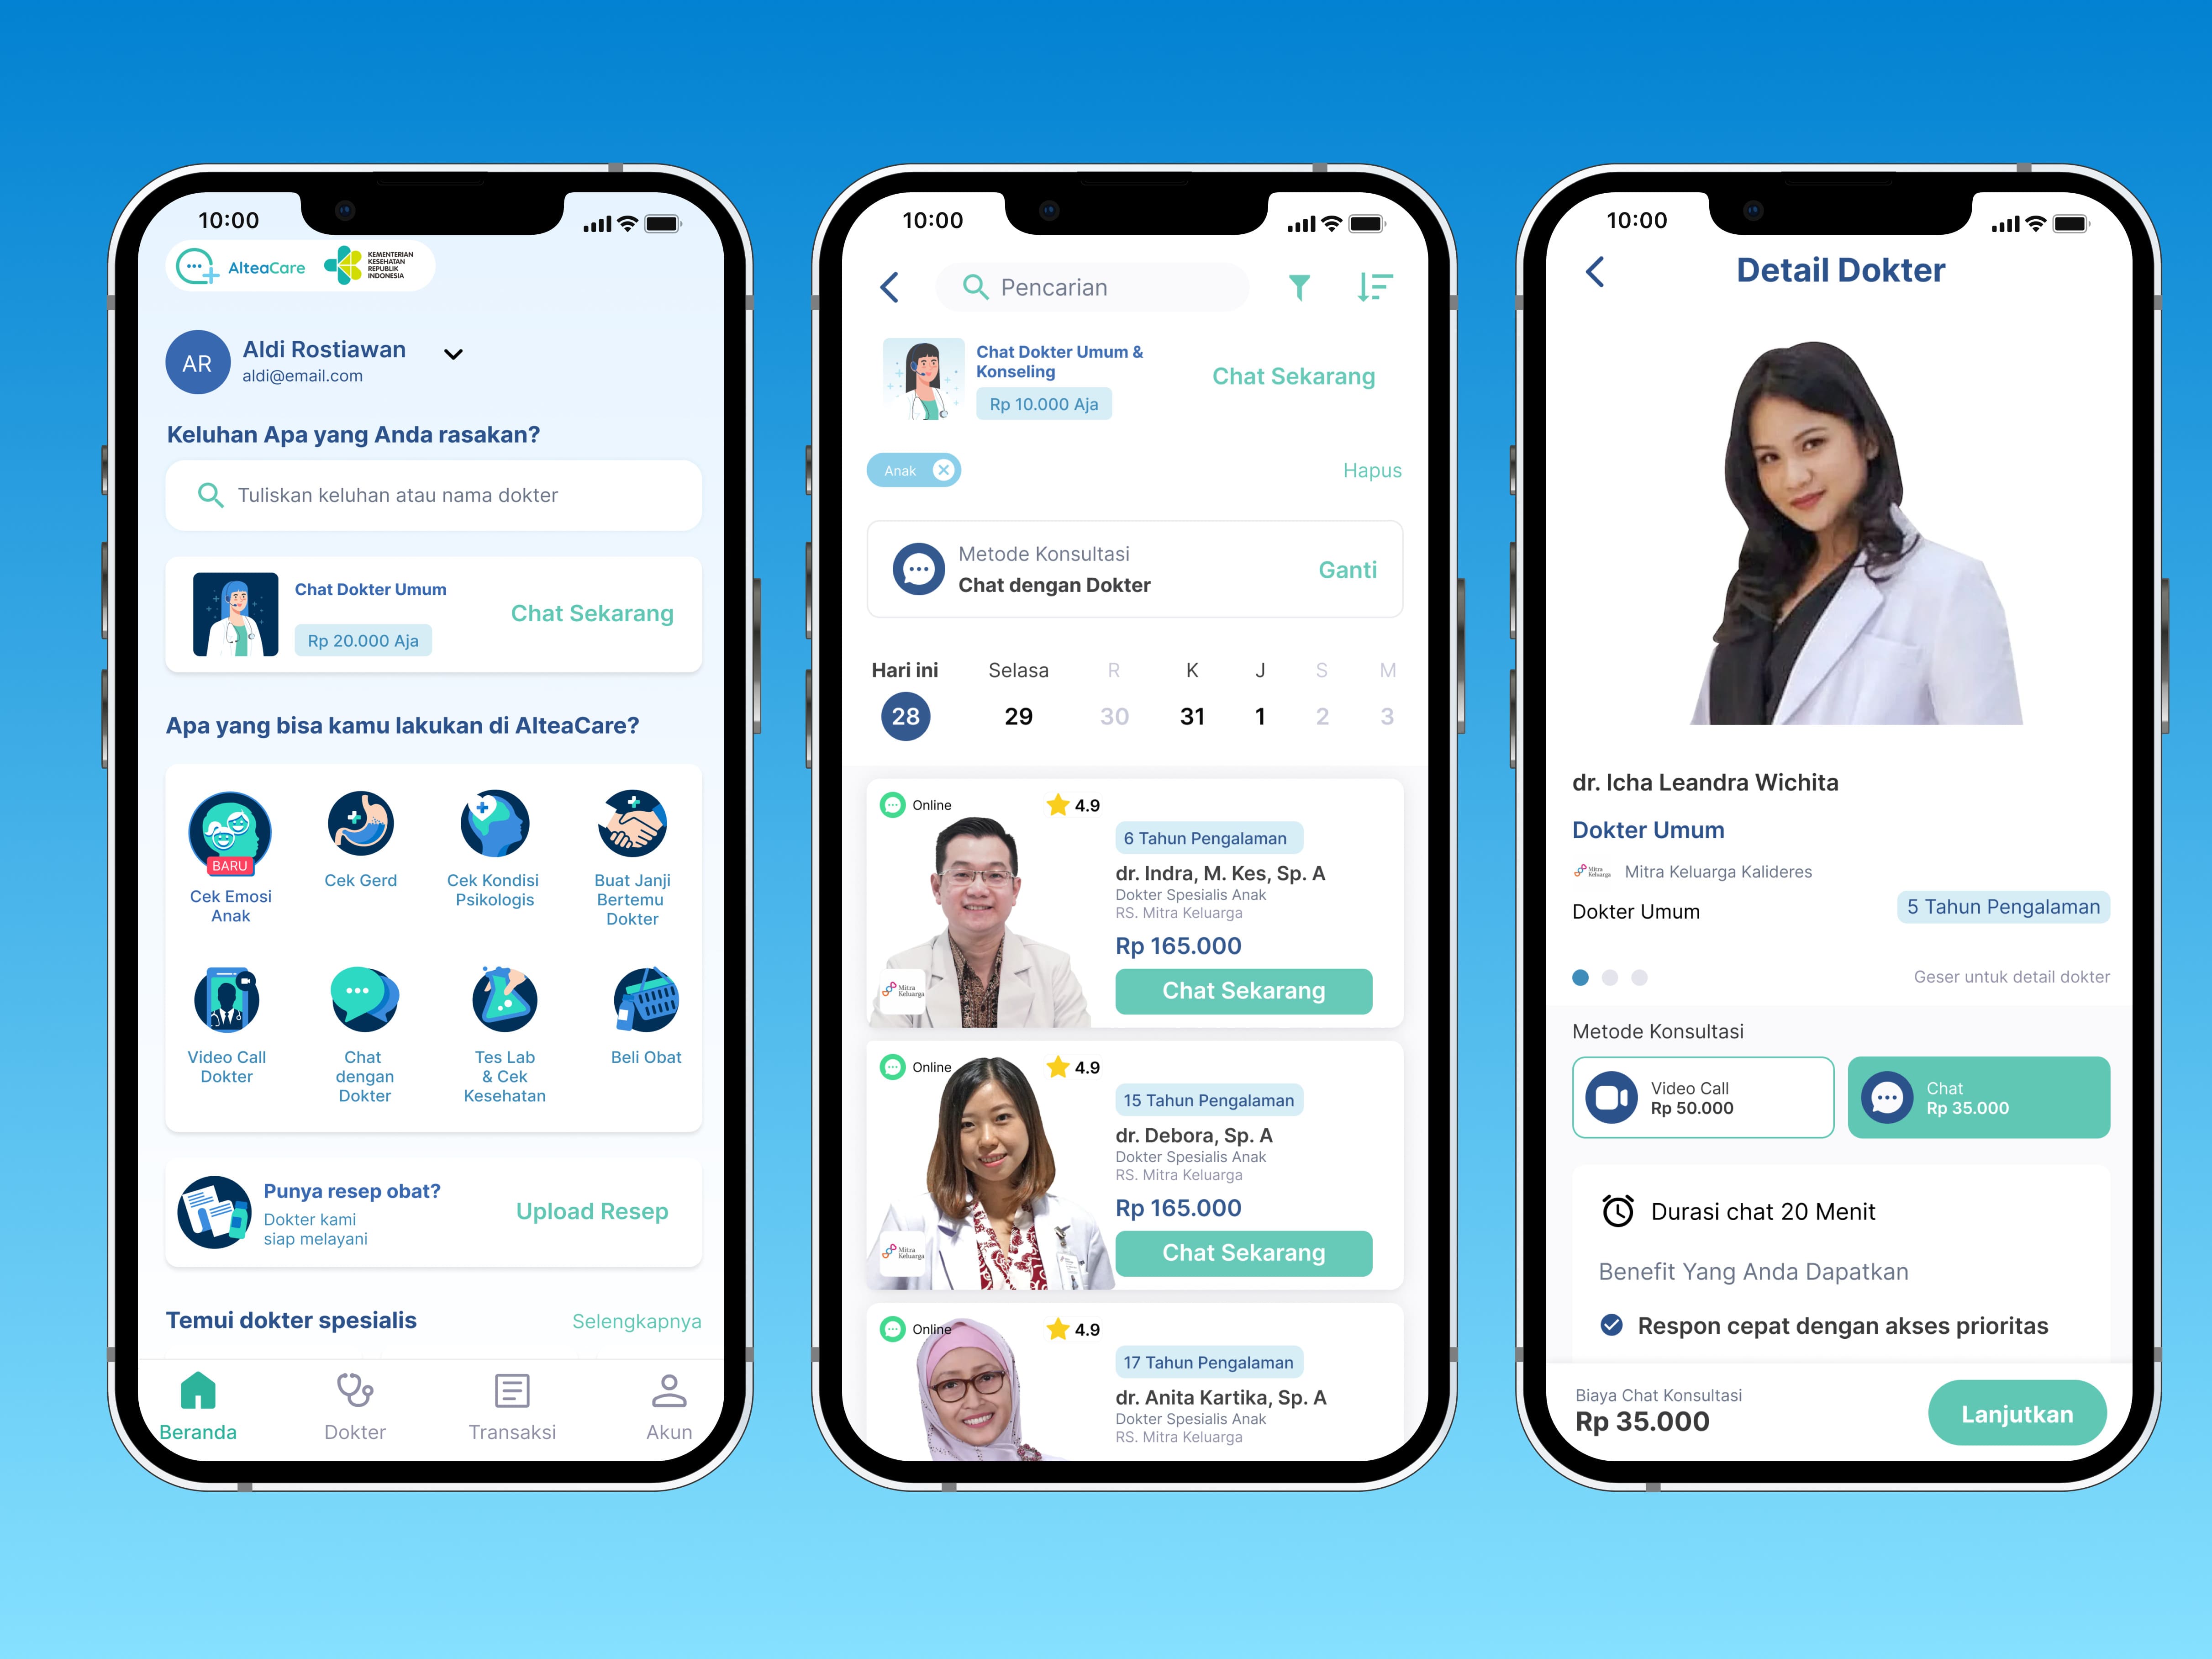 10:00
AlteaCare
KEMENTERIAN
KESEHATAN
REPUBLIK
INDONESIA
AR
Aldi Rostiawan
aldi@email.com
Keluhan Apa yang Anda rasakan?
Tuliskan keluhan atau nama dokter
Chat Dokter Umum
Rp 20.000 Aja
Chat Sekarang
Apa yang bisa kamu lakukan di AlteaCare?
BARU
Cek Emosi
Anak
Cek Gerd
Cek Kondisi
Psikologis
Buat Janji
Bertemu
Dokter
Video Call
Dokter
Chat
dengan
Dokter
Tes Lab
& Cek
Kesehatan
Beli Obat
Punya resep obat?
Dokter kami
siap melayani
Upload Resep
Temui dokter spesialis
Selengkapnya
Beranda
Dokter
Transaksi
Akun
10:00
Pencarian
Chat Dokter Umum &
Konseling
Rp 10.000 Aja
Chat Sekarang
Anak
Hapus
Metode Konsultasi
Chat dengan Dokter
Ganti
Hari ini Selasa R K J S M
28 29 30 31 1 2 3
Online
4.9
6 Tahun Pengalaman
dr. Indra, M. Kes, Sp. A
Dokter Spesialis Anak
RS. Mitra Keluarga
Rp 165.000
Mitra
Keluarga
Chat Sekarang
Online
4.9
15 Tahun Pengalaman
dr. Debora, Sp. A
Dokter Spesialis Anak
RS. Mitra Keluarga
Rp 165.000
Mitra
Keluarga
Chat Sekarang
Online
4.9
17 Tahun Pengalaman
dr. Anita Kartika, Sp. A
Dokter Spesialis Anak
RS. Mitra Keluarga
10:00
Detail Dokter
dr. Icha Leandra Wichita
Dokter Umum
Mitra
Keluarga
Mitra Keluarga Kalideres
Dokter Umum
5 Tahun Pengalaman
Geser untuk detail dokter
Metode Konsultasi
Video Call
Rp 50.000
Chat
Rp 35.000
Durasi chat 20 Menit
Benefit Yang Anda Dapatkan
Respon cepat dengan akses prioritas
Biaya Chat Konsultasi
Rp 35.000
Lanjutkan